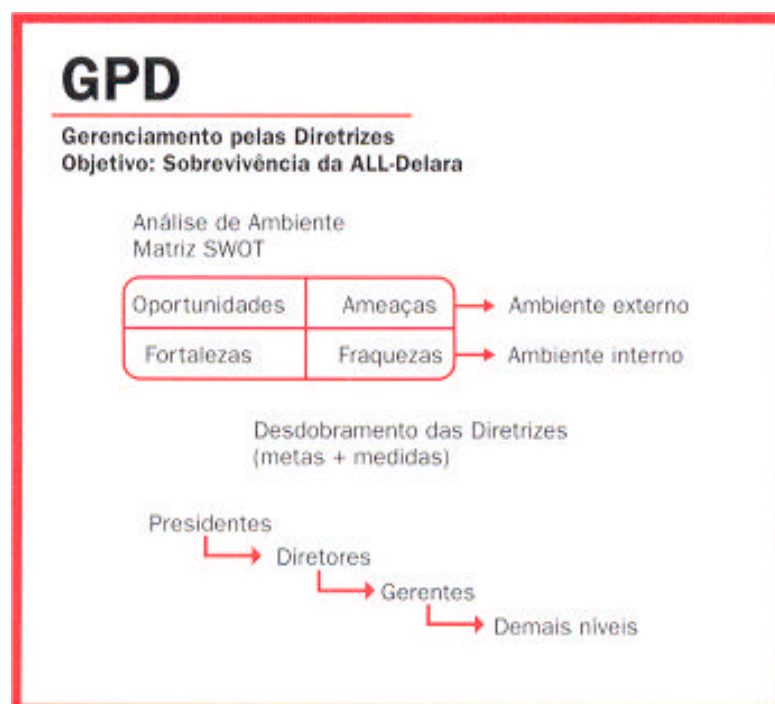 GPD
Gerenciamento pelas Diretrizes
Objetivo: Sobrevivência da ALL-Delara
Análise de Ambiente
Matriz SWOT
Oportunidades Ameaças Ambiente externo
Fortalezas Fraquezas Ambiente interno
Desdobramento das Diretrizes
(metas + medidas)
Presidentes
Diretores
Gerentes
Demais níveis